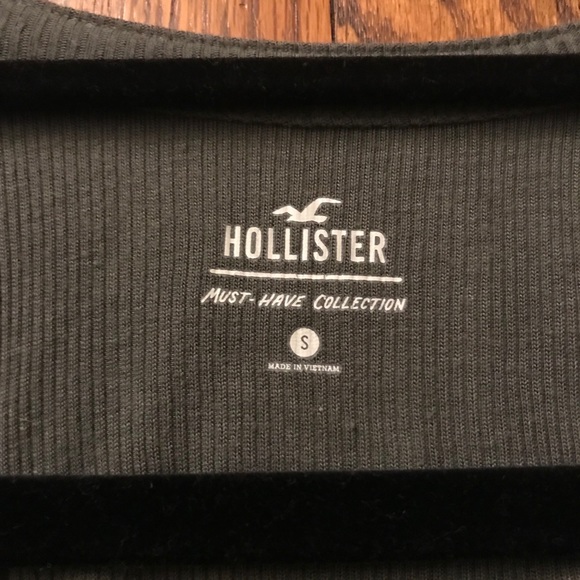 HOLLISTER
MUST-HAVE COLLECTION
S
MADE IN VIETNAM